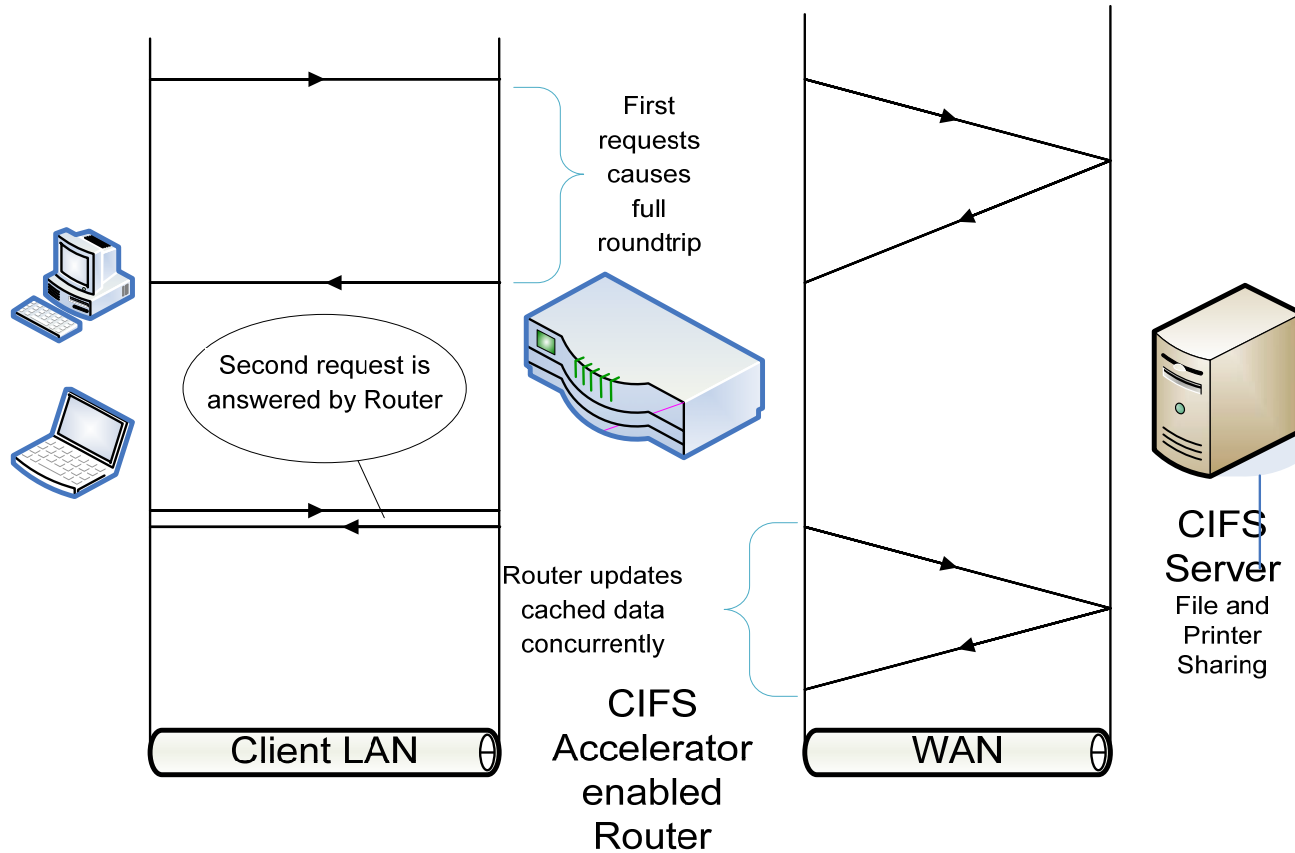 First
requests
causes
full
roundtrip
Second request is
answered by Router
Router updates
cached data
concurrently
CIFS
Server
File and
Printer
Sharing
CIFS
Accelerator
enabled
Router
Client LAN
WAN